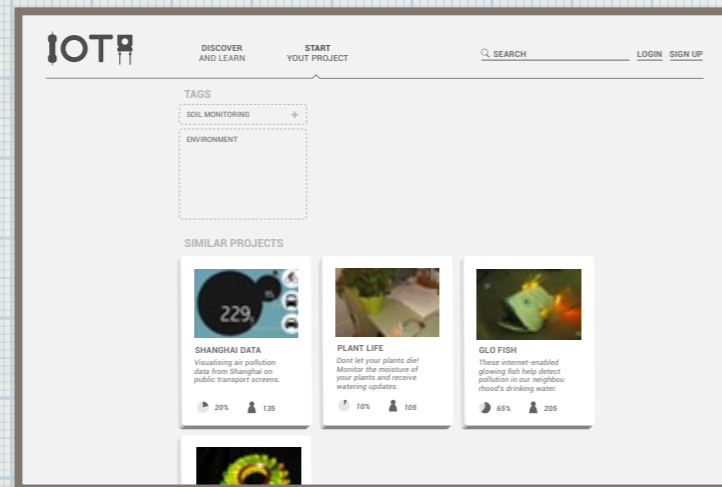 IOT
DISCOVER
AND LEARN
START
YOUT PROJECT
SEARCH
LOGIN SIGN UP
TAGS
SOIL MONITORING +
ENVIRONMENT
SIMILAR PROJECTS
229
SHANGHAI DATA
Visualising air pollution
data from Shanghai on
public transport screens.
20% 135
PLANT LIFE
Dont let your plants die!
Monitor the moisture of
your plants and receive
watering updates.
10% 105
GLO FISH
These internet-enabled
glowing fish help detect
pollution in our neighbou
rhood's drinking water.
65% 205